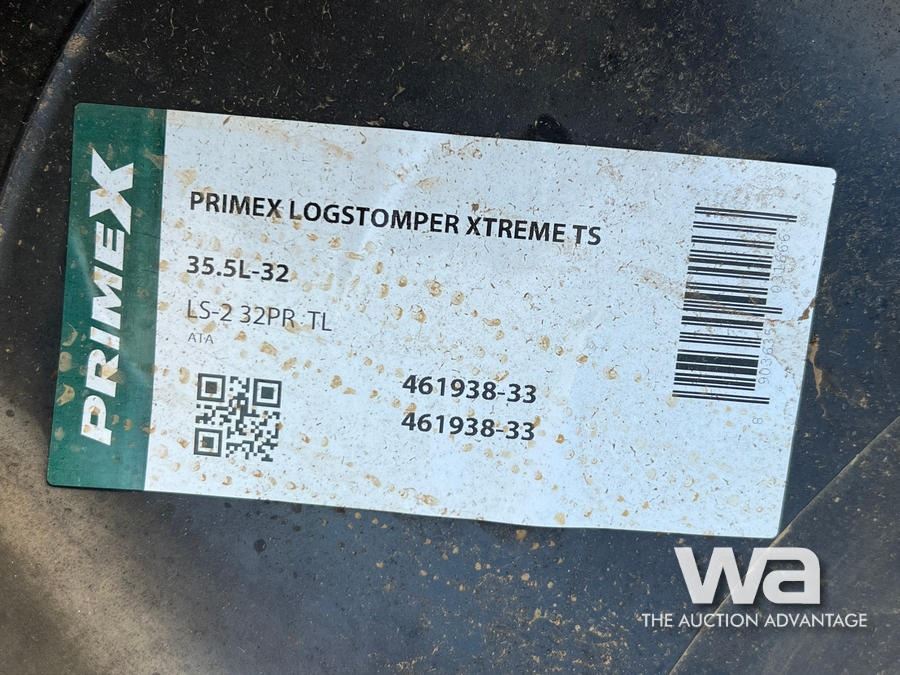 PRIMEX
PRIMEX LOGSTOMPER XTREME TS
35.5L-32
LS-2 32PR TL
ATA
461938-33
461938-33
wa
THE AUCTION ADVANTAGE